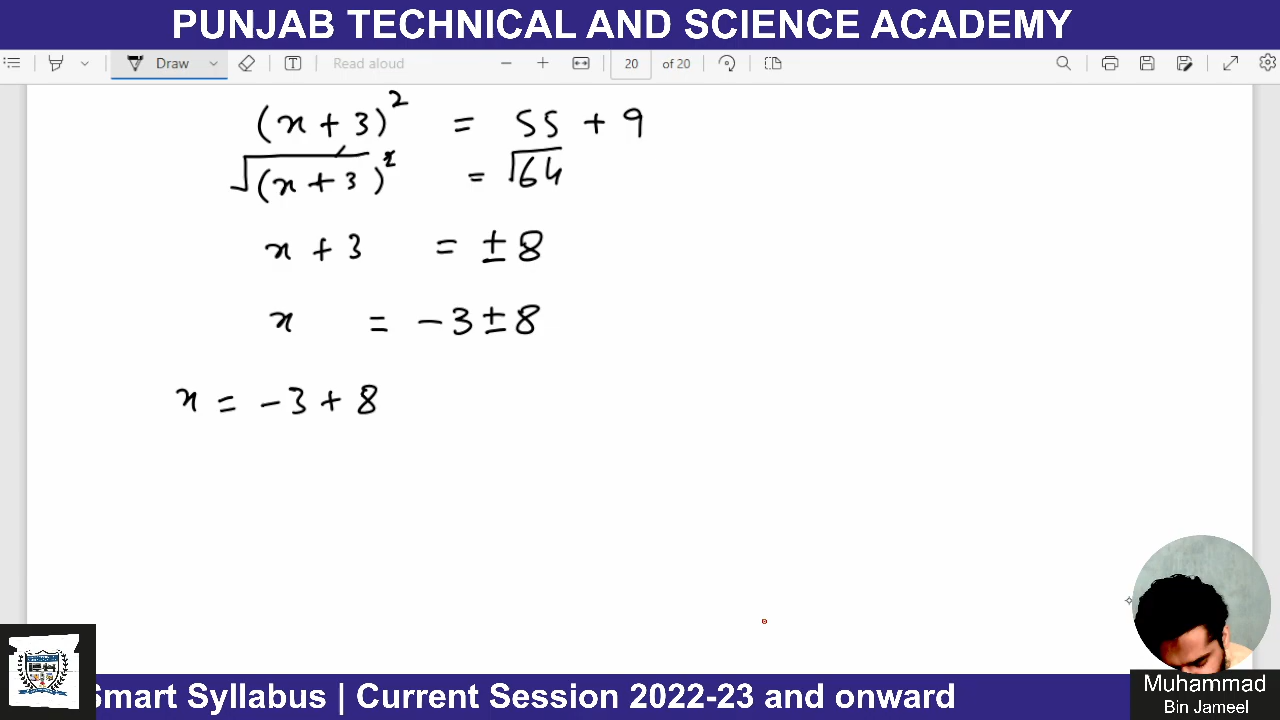 PUNJAB TECHNICAL AND SCIENCE ACADEMY
Draw Read aloud 20 of 20
(x + 3)² = 55 + 9
√(x + 3)² = √64
x + 3 = ± 8
x = - 3 ± 8
x = - 3 + 8
Smart Syllabus | Current Session 2022-23 and onward
Muhammad
Bin Jameel